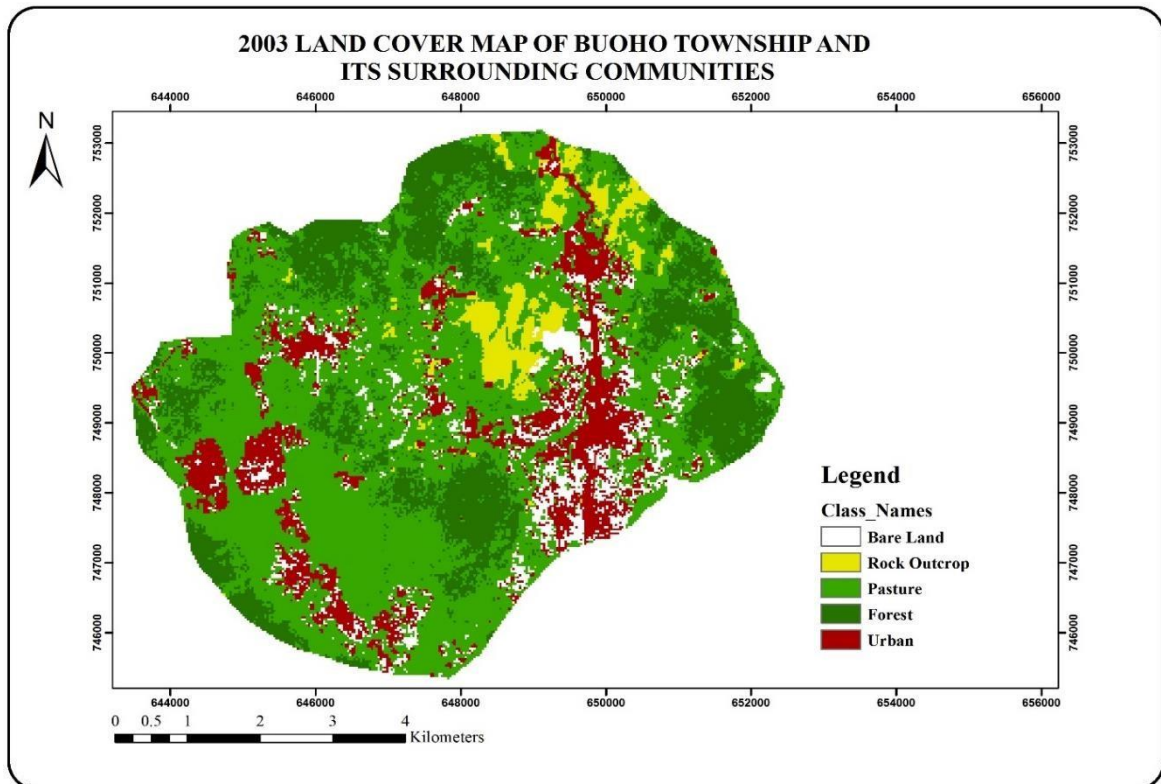 2003 LAND COVER MAP OF BUOHO TOWNSHIP AND
ITS SURROUNDING COMMUNITIES
644000 646000 648000 650000 652000 654000 656000
N
753000 753000
752000 752000
751000 751000
750000 750000
749000 749000
748000 748000
747000 747000
746000 746000
Legend
Class_Names
Bare Land
Rock Outcrop
Pasture
Forest
Urban
644000 646000 648000 650000 652000 654000 656000
0 0.5 1 2 3 4
Kilometers